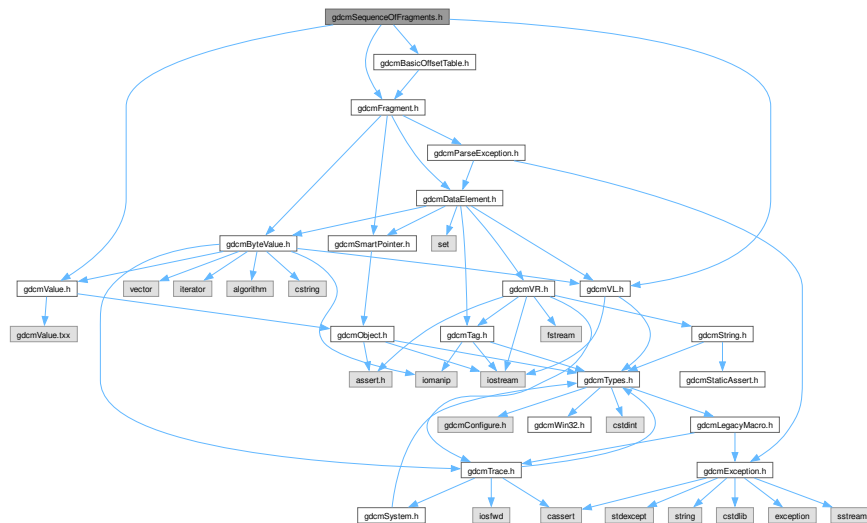 gdcmSequenceOfFragments.h
gdcmBasicOffsetTable.h
gdcmFragment.h
gdcmParseException.h
gdcmDataElement.h
gdcmByteValue.h
gdcmSmartPointer.h
set
gdcmValue.h
vector
iterator
algorithm
cstring
gdcmVR.h
gdcmVL.h
gdcmValue.txx
gdcmObject.h
gdcmTag.h
fstream
gdcmString.h
assert.h
iomanip
iostream
gdcmTypes.h
gdcmStaticAssert.h
gdcmConfigure.h
gdcmWin32.h
cstdint
gdcmLegacyMacro.h
gdcmTrace.h
gdcmException.h
gdcmSystem.h
iosfwd
cassert
stdexcept
string
cstdlib
exception
sstream